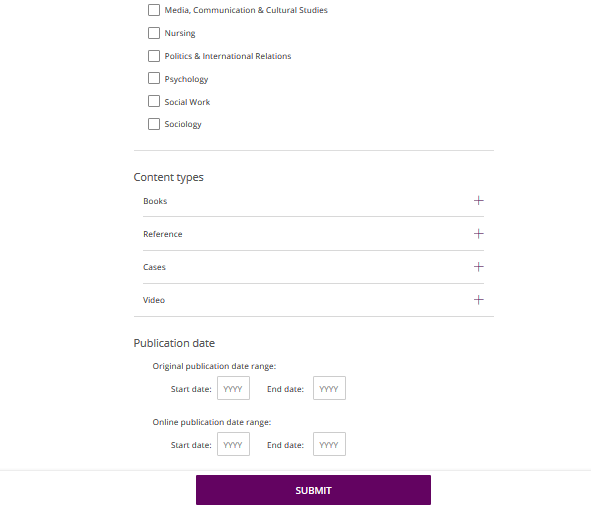 Media, Communication & Cultural Studies
Nursing
Politics & International Relations
Psychology
Social Work
Sociology
Content types
Books
Reference
Cases
Video
Publication date
Original publication date range:
Start date: YYYY End date: YYYY
Online publication date range:
Start date: YYYY End date: YYYY
SUBMIT